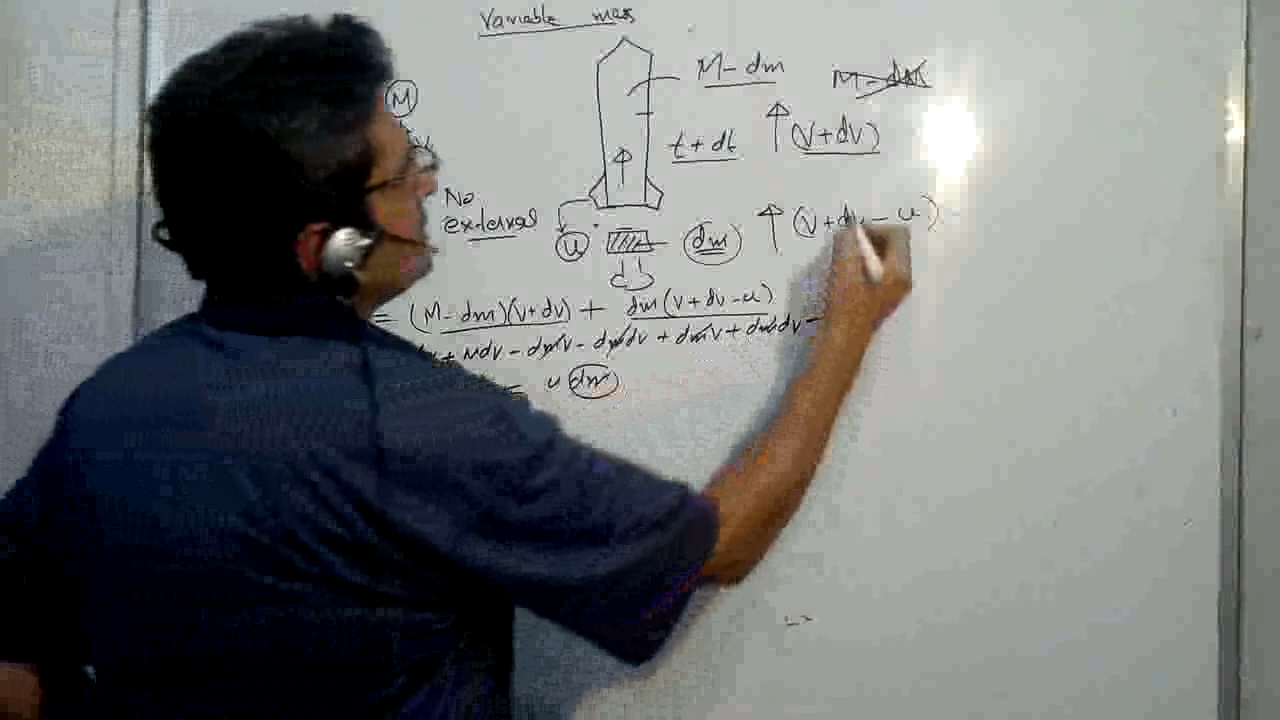 Variable mass
M
M-dm
M-dm
t+dt
(V+dV)
No
external
u
dm
(V+dv-u)
= (M-dm)(v+dv) + dm(v+dv-u)
+ Mdv - dmv - dmdv + dmv + dmdv -
= u dm